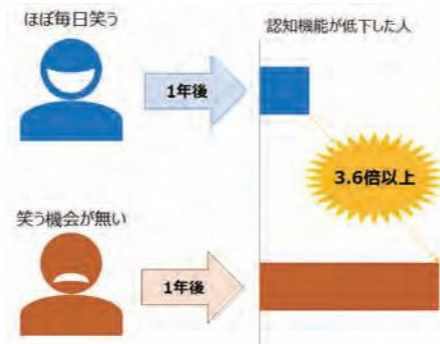 ほぼ毎日笑う
認知機能が低下した人
1年後
3.6倍以上
笑う機会が無い
1年後